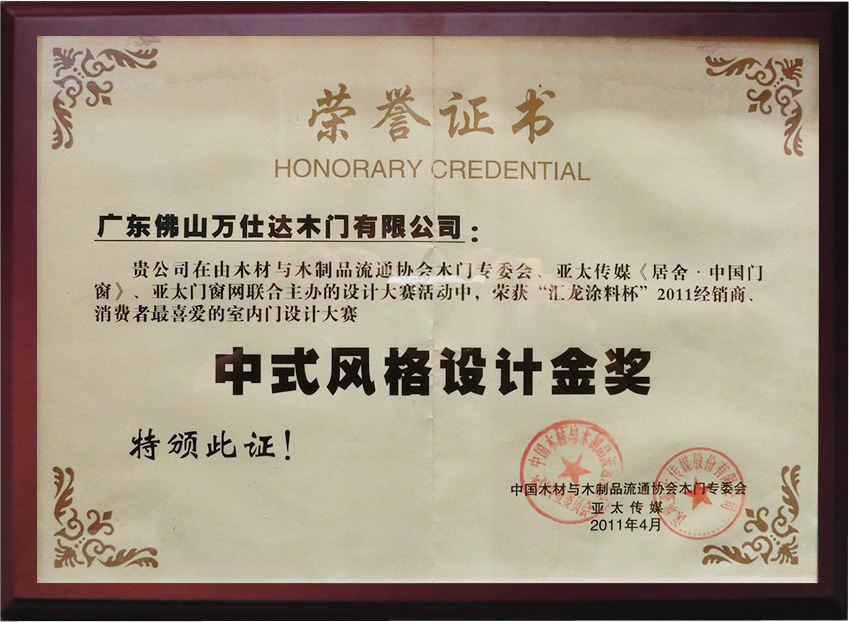 荣誉证书
HONORARY CREDENTIAL
广东佛山万仕达木门有限公司：
贵公司在由木材与木制品流通协会木门专委会、亚太传媒《居舍·中国门
窗》、亚太门窗网联合主办的设计大赛活动中，荣获“汇龙涂料杯”2011经销商、
消费者最喜爱的室内门设计大赛
中式风格设计金奖
特颁此证！
中国木材与木制品流通协会木门专委会
亚太传媒
2011年4月